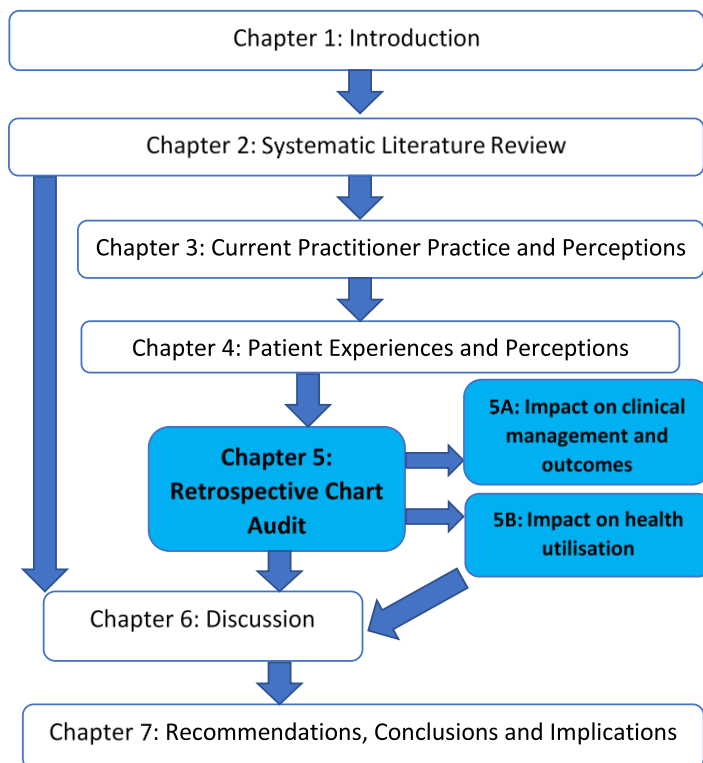 Chapter 1: Introduction
Chapter 2: Systematic Literature Review
Chapter 3: Current Practitioner Practice and Perceptions
Chapter 4: Patient Experiences and Perceptions
Chapter 5:
Retrospective Chart
Audit
5A: Impact on clinical
management and
outcomes
5B: Impact on health
utilisation
Chapter 6: Discussion
Chapter 7: Recommendations, Conclusions and Implications